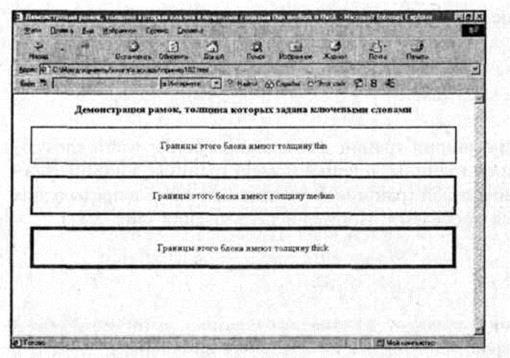 Демонстрация рамок, толщина которых задана ключевыми словами thin medium и thick - Microsoft Internet Explorer
Файл Правка Вид Избранное Сервис Справка
Назад Остановить Обновить Домой Поиск Избранное Журнал Почта Печать
Адрес
в Интернете Найти
Демонстрация рамок, толщина которых задана ключевыми словами
Границы этого блока имеют толщину thin
Границы этого блока имеют толщину medium
Границы этого блока имеют толщину thick
Готово Мой компьютер